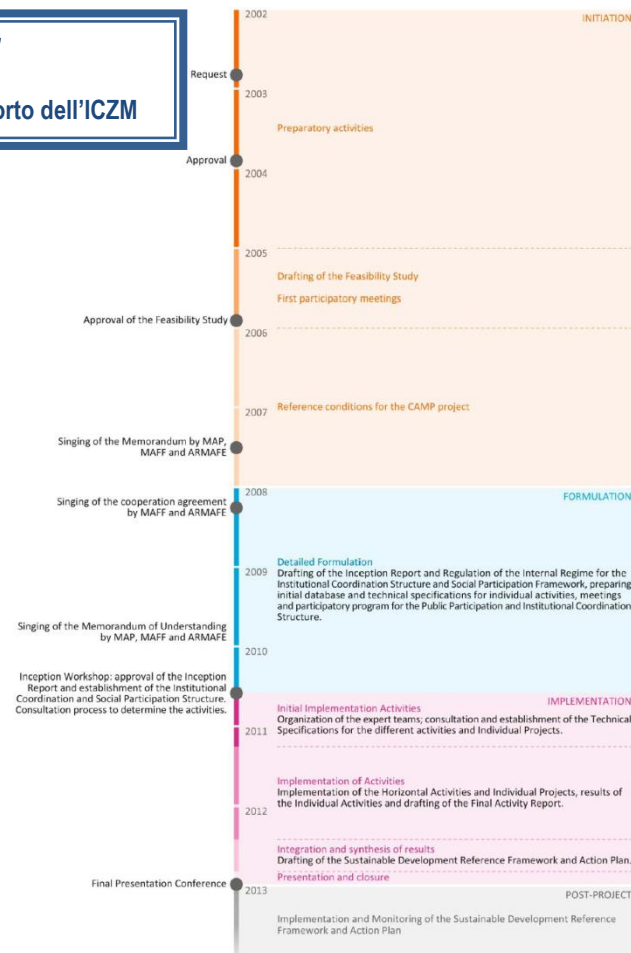 orto dell'ICZM
2002
INITIATION
Request
2003
Preparatory activities
Approval
2004
2005
Drafting of the Feasibility Study
First participatory meetings
Approval of the Feasibility Study
2006
Reference conditions for the CAMP project
2007
Singing of the Memorandum by MAP,
MAFF and ARMAFE
2008
FORMULATION
Singing of the cooperation agreement
by MAFF and ARMAFE
Detailed Formulation
2009
Drafting of the Inception Report and Regulation of the Internal Regime for the
Institutional Coordination Structure and Social Participation Framework, preparing
initial database and technical specifications for individual activities, meetings
and participatory program for the Public Participation and Institutional Coordination
Structure.
Singing of the Memorandum of Understanding
by MAP, MAFF and ARMAFE
2010
Inception Workshop: approval of the Inception
Report and establishment of the Institutional
Coordination and Social Participation Structure.
Consultation process to determine the activities.
IMPLEMENTATION
Initial Implementation Activities
Organization of the expert teams; consultation and establishment of the Technical
2011
Specifications for the different activities and Individual Projects.
Implementation of Activities
Implementation of the Horizontal Activities and Individual Projects, results of
the Individual Activities and drafting of the Final Activity Report.
2012
Integration and synthesis of results
Drafting of the Sustainable Development Reference Framework and Action Plan.
Presentation and closure
Final Presentation Conference
2013
POST-PROJECT
Implementation and Monitoring of the Sustainable Development Reference
Framework and Action Plan